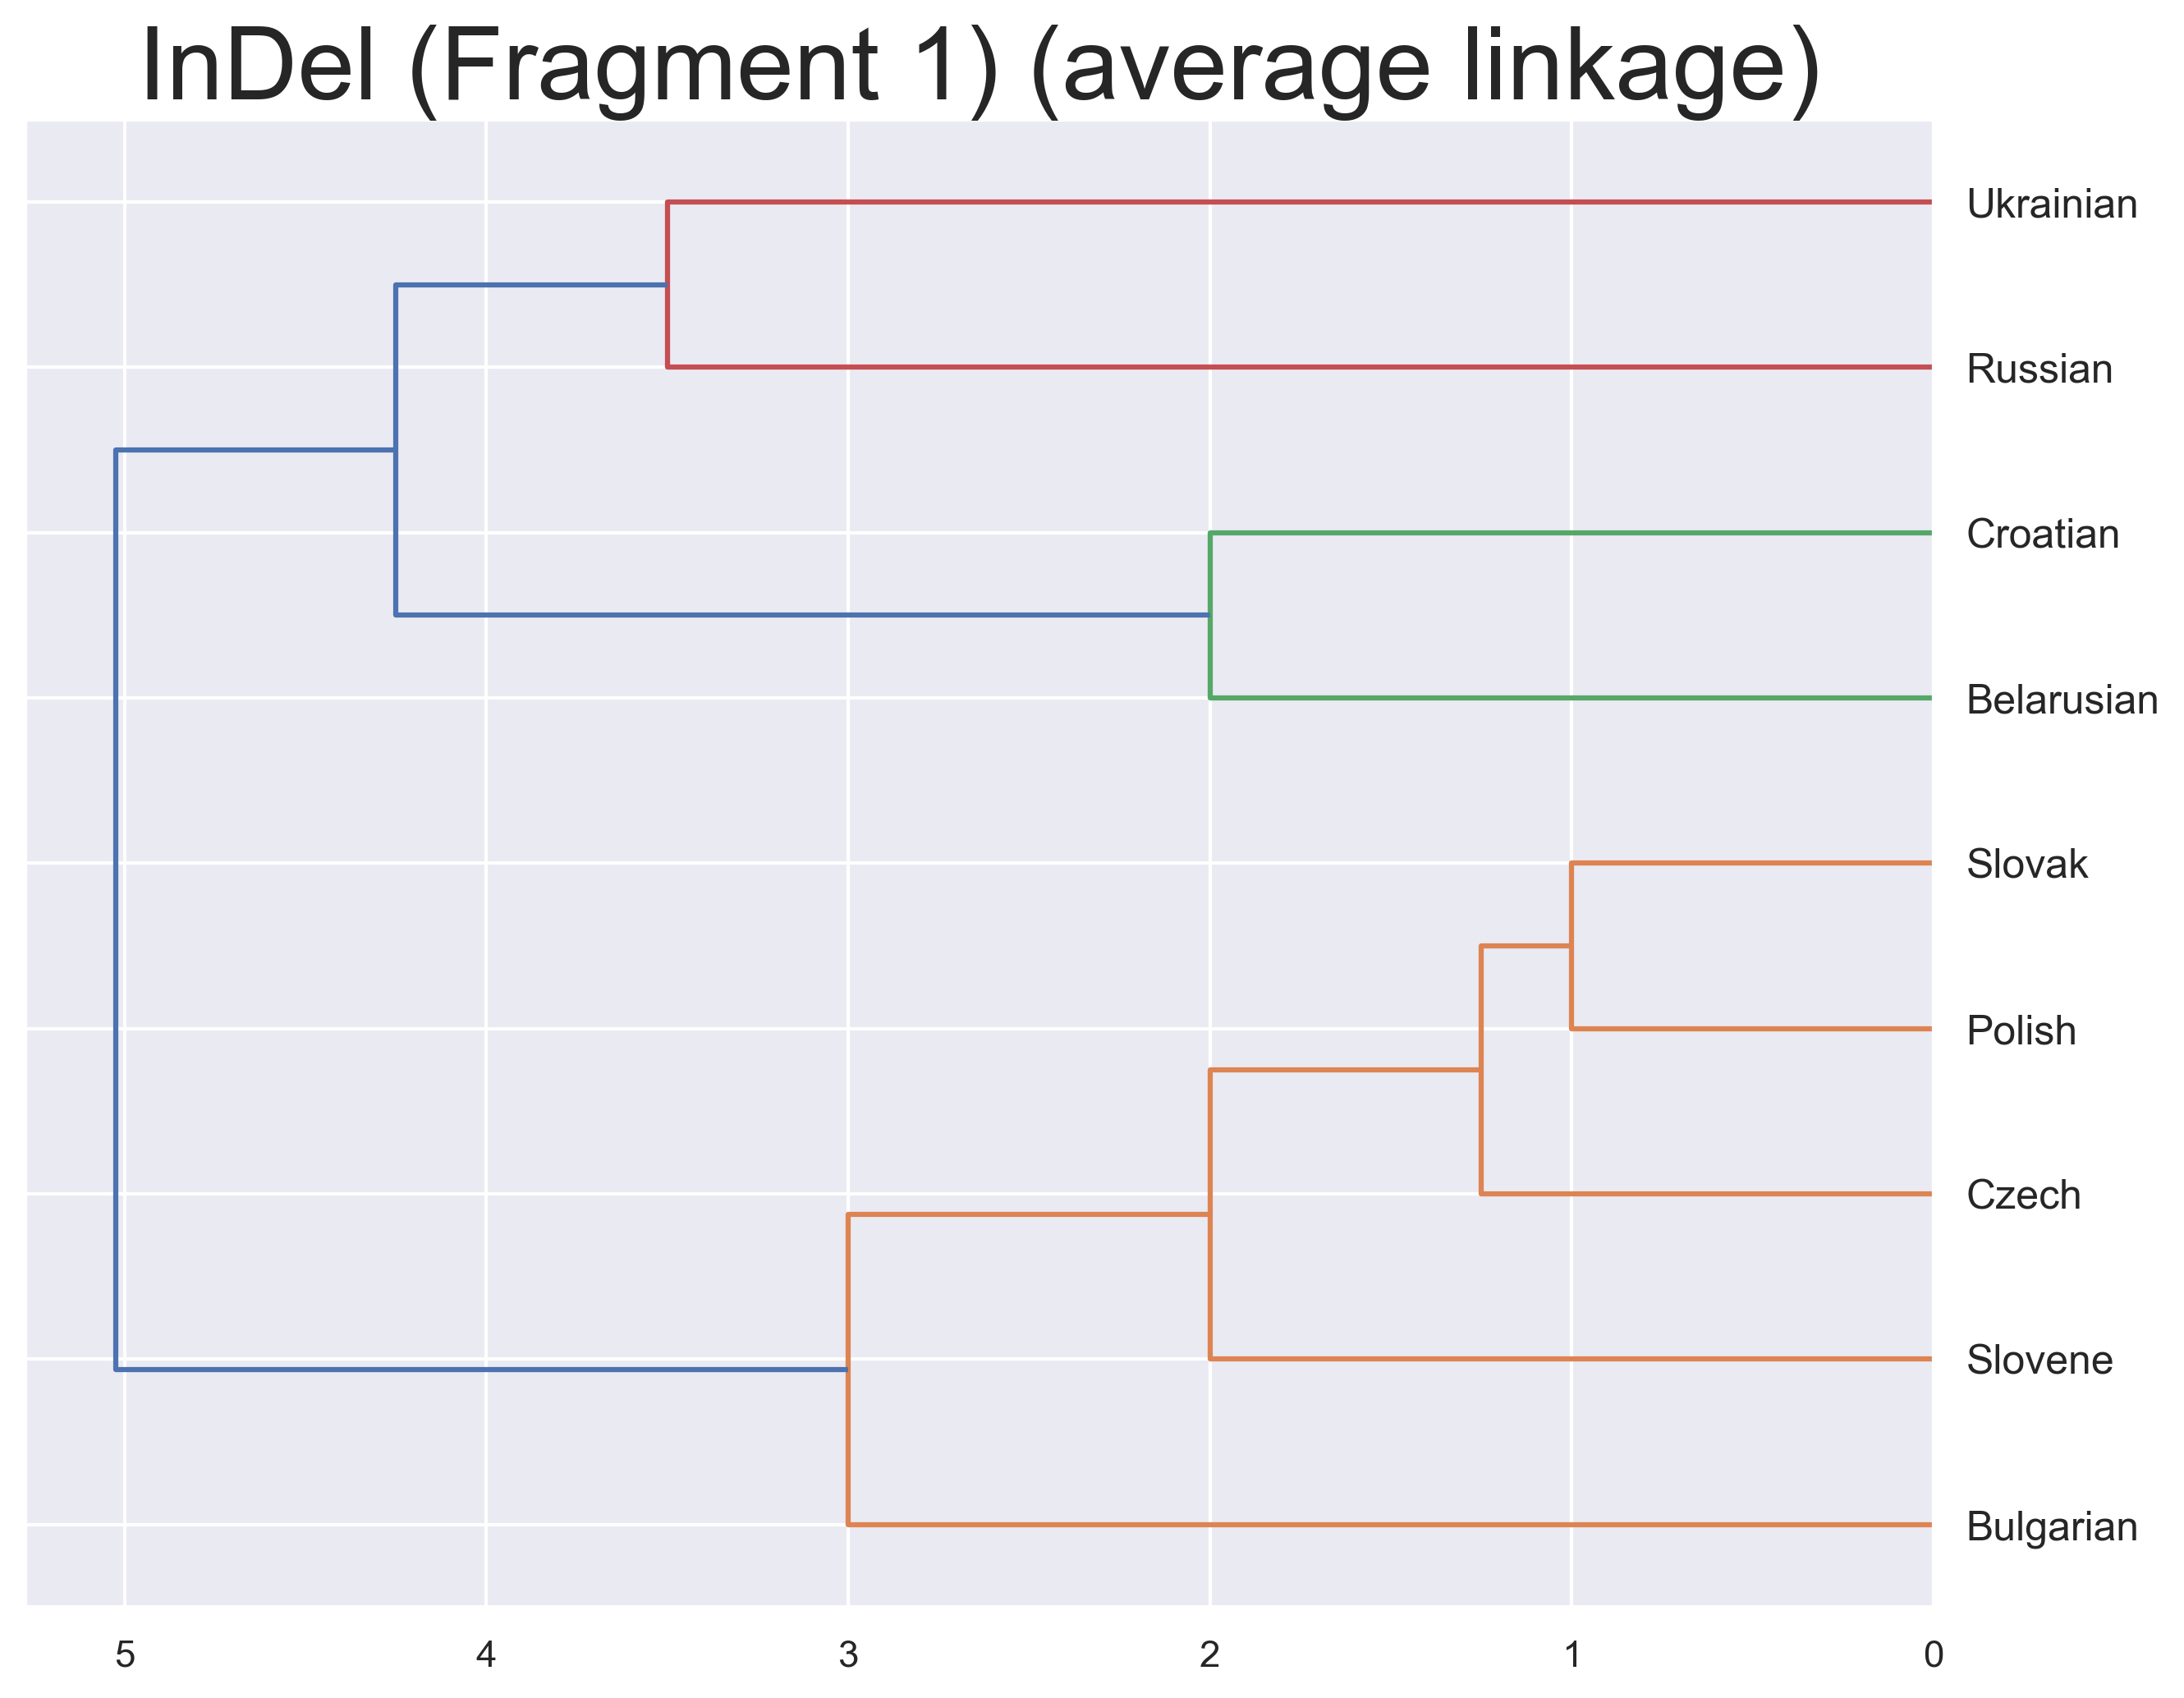 InDel (Fragment 1) (average linkage)
Ukrainian
Russian
Croatian
Belarusian
Slovak
Polish
Czech
Slovene
Bulgarian
5 4 3 2 1 0